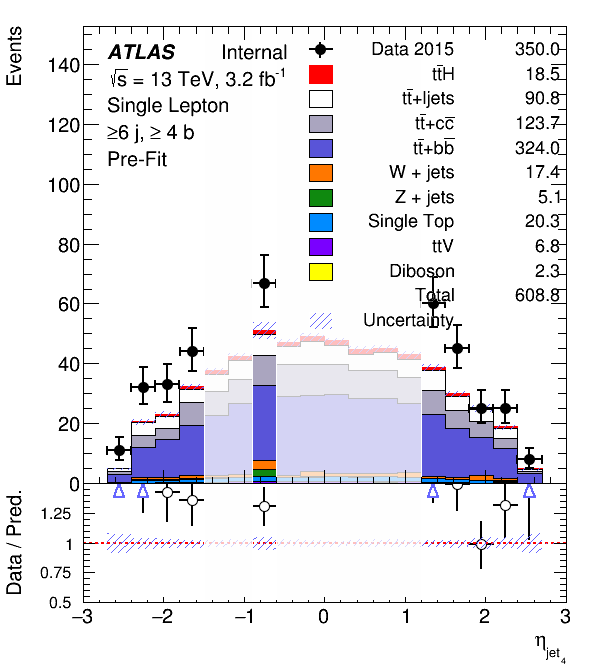 Events
140
120
100
80
60
40
20
0
ATLAS Internal
√s = 13 TeV, 3.2 fb⁻¹
Single Lepton
≥6 j, ≥ 4 b
Pre-Fit
Data 2015 350.0
tt̅H 18.5
tt̅+ljets 90.8
tt̅+cc̅ 123.7
tt̅+bb̅ 324.0
W + jets 17.4
Z + jets 5.1
Single Top 20.3
ttV 6.8
Diboson 2.3
Total 608.8
Uncertainty
Data / Pred.
1.25
1
0.75
0.5
−3 −2 −1 0 1 2 3
η jet 4